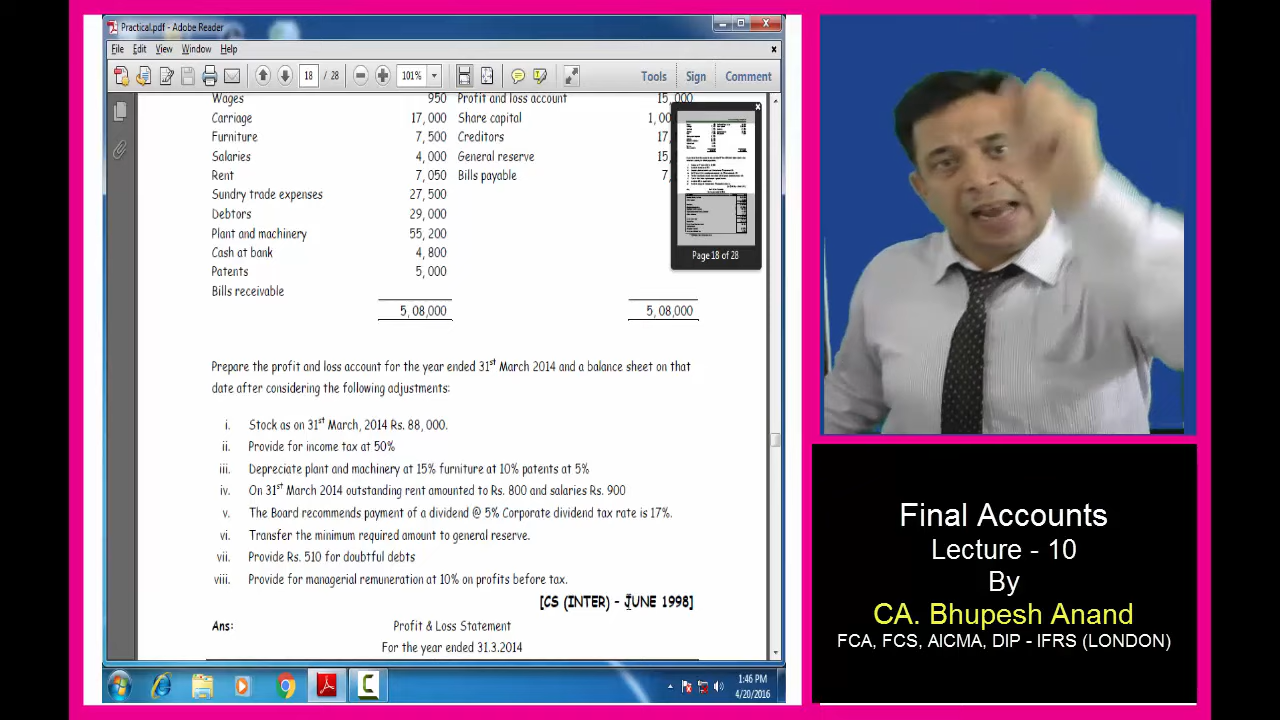 Practical.pdf - Adobe Reader
File Edit View Window Help
18 / 28 101% Tools Sign Comment
Wages 950 Profit and loss account 15,000
Carriage 17,000 Share capital 1,00
Furniture 7,500 Creditors 17,
Salaries 4,000 General reserve 15,
Rent 7,050 Bills payable 7,
Sundry trade expenses 27,500
Debtors 29,000
Plant and machinery 55,200
Cash at bank 4,800
Patents 5,000
Bills receivable
5,08,000 5,08,000
Page 18 of 28
Prepare the profit and loss account for the year ended 31st March 2014 and a balance sheet on that
date after considering the following adjustments:
i. Stock as on 31st March, 2014 Rs. 88, 000.
ii. Provide for income tax at 50%
iii. Depreciate plant and machinery at 15% furniture at 10% patents at 5%
iv. On 31st March 2014 outstanding rent amounted to Rs. 800 and salaries Rs. 900
v. The Board recommends payment of a dividend @ 5% Corporate dividend tax rate is 17%.
vi. Transfer the minimum required amount to general reserve.
vii. Provide Rs. 510 for doubtful debts
viii. Provide for managerial remuneration at 10% on profits before tax.
[CS (INTER) - JUNE 1998]
Ans: Profit & Loss Statement
For the year ended 31.3.2014
1:46 PM
4/20/2016
Final Accounts
Lecture - 10
By
CA. Bhupesh Anand
FCA, FCS, AICMA, DIP - IFRS (LONDON)